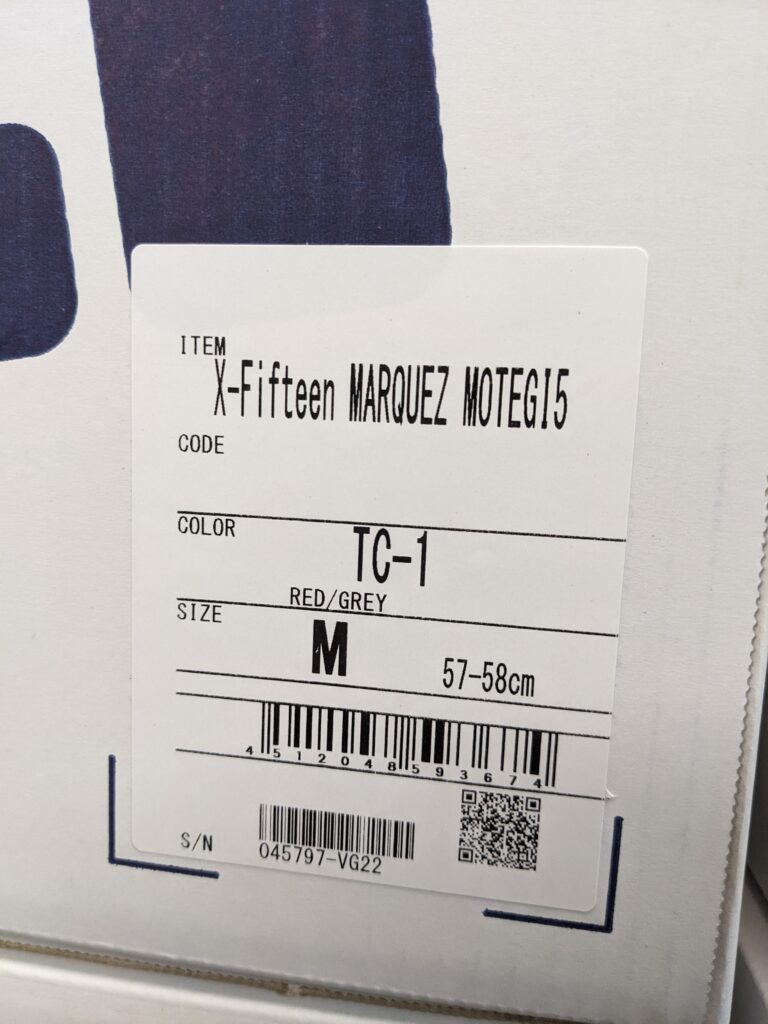 ITEM
X-Fifteen MARQUEZ MOTEGI5
CODE
COLOR
TC-1
RED/GREY
SIZE
M 57-58cm
4512048593674
S/N
045797-VG22